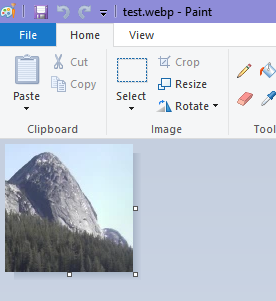 test.webp - Paint
File Home View
Paste Cut Copy
Clipboard
Select Crop Resize Rotate
Image
Tool